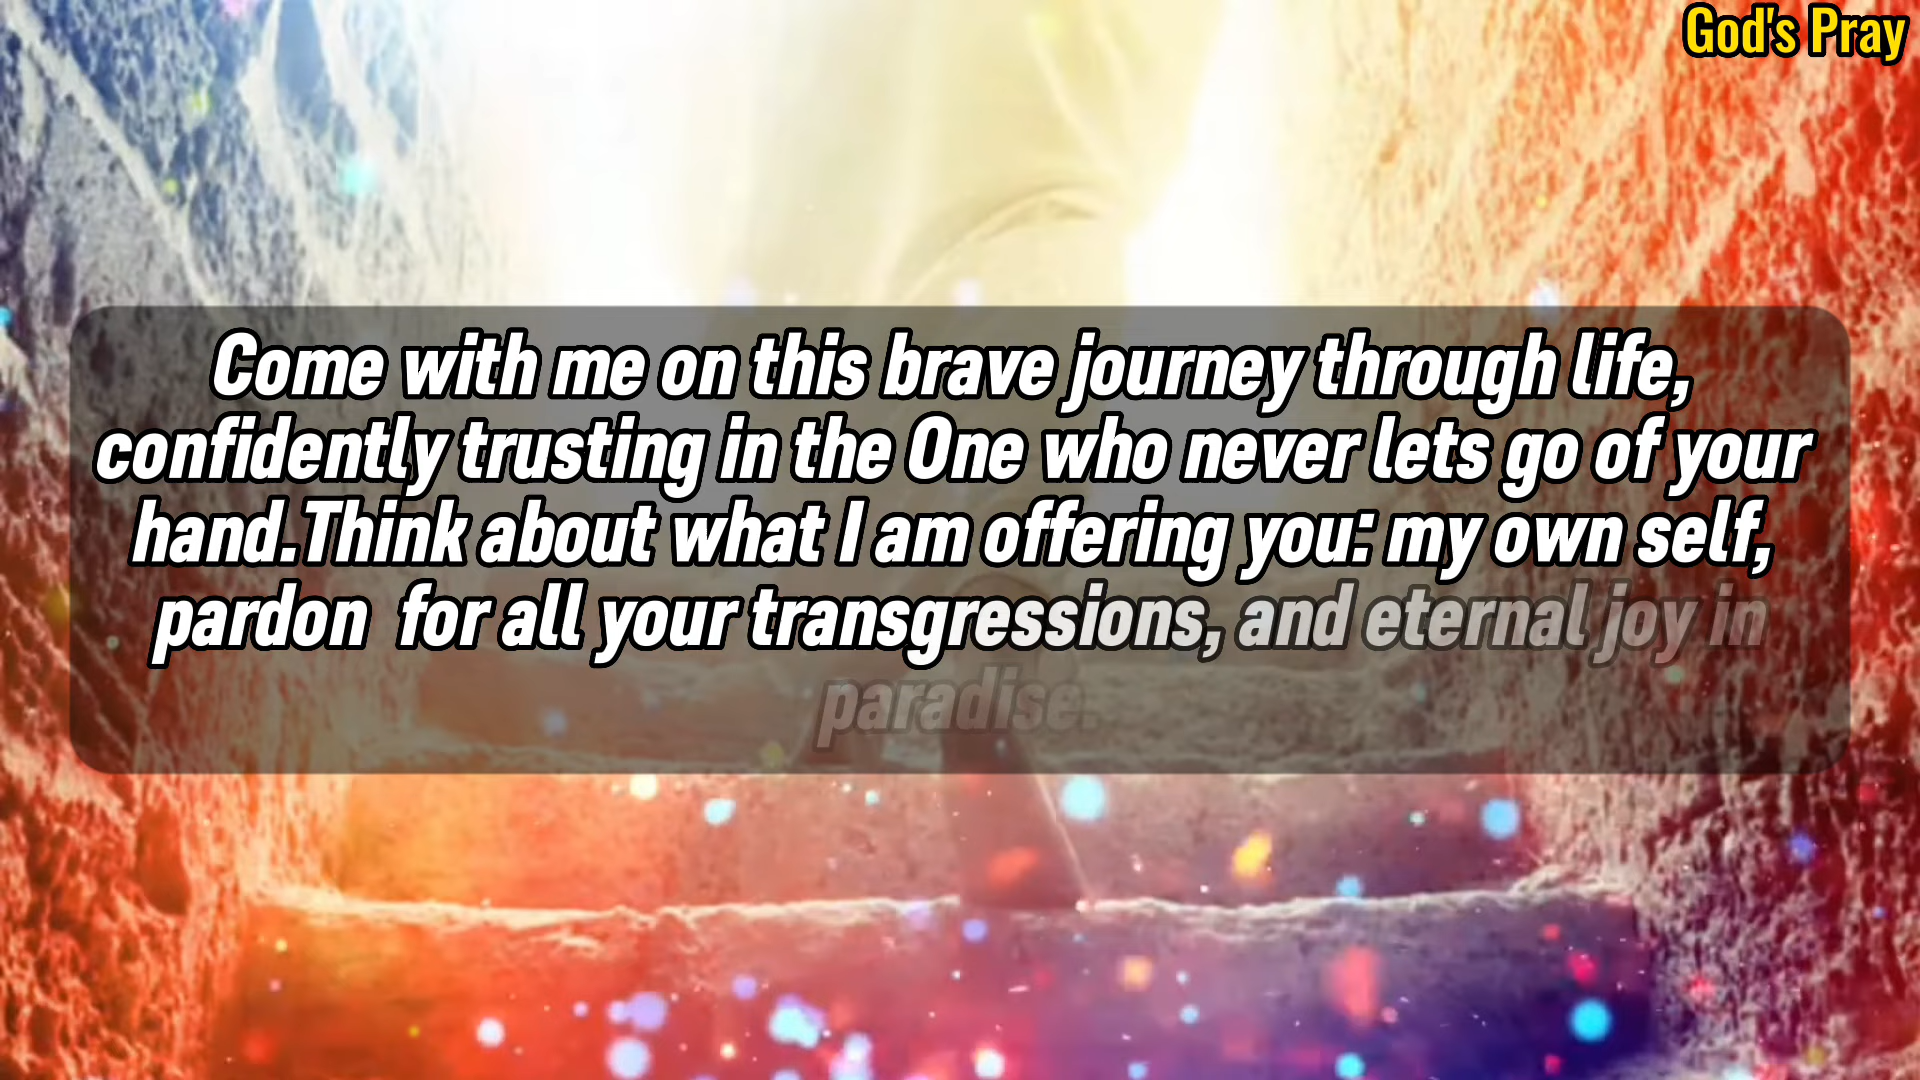 God's Pray
Come with me on this brave journey through life,
confidently trusting in the One who never lets go of your
hand.Think about what I am offering you: my own self,
pardon  for all your transgressions, and eternal joy in
paradise.